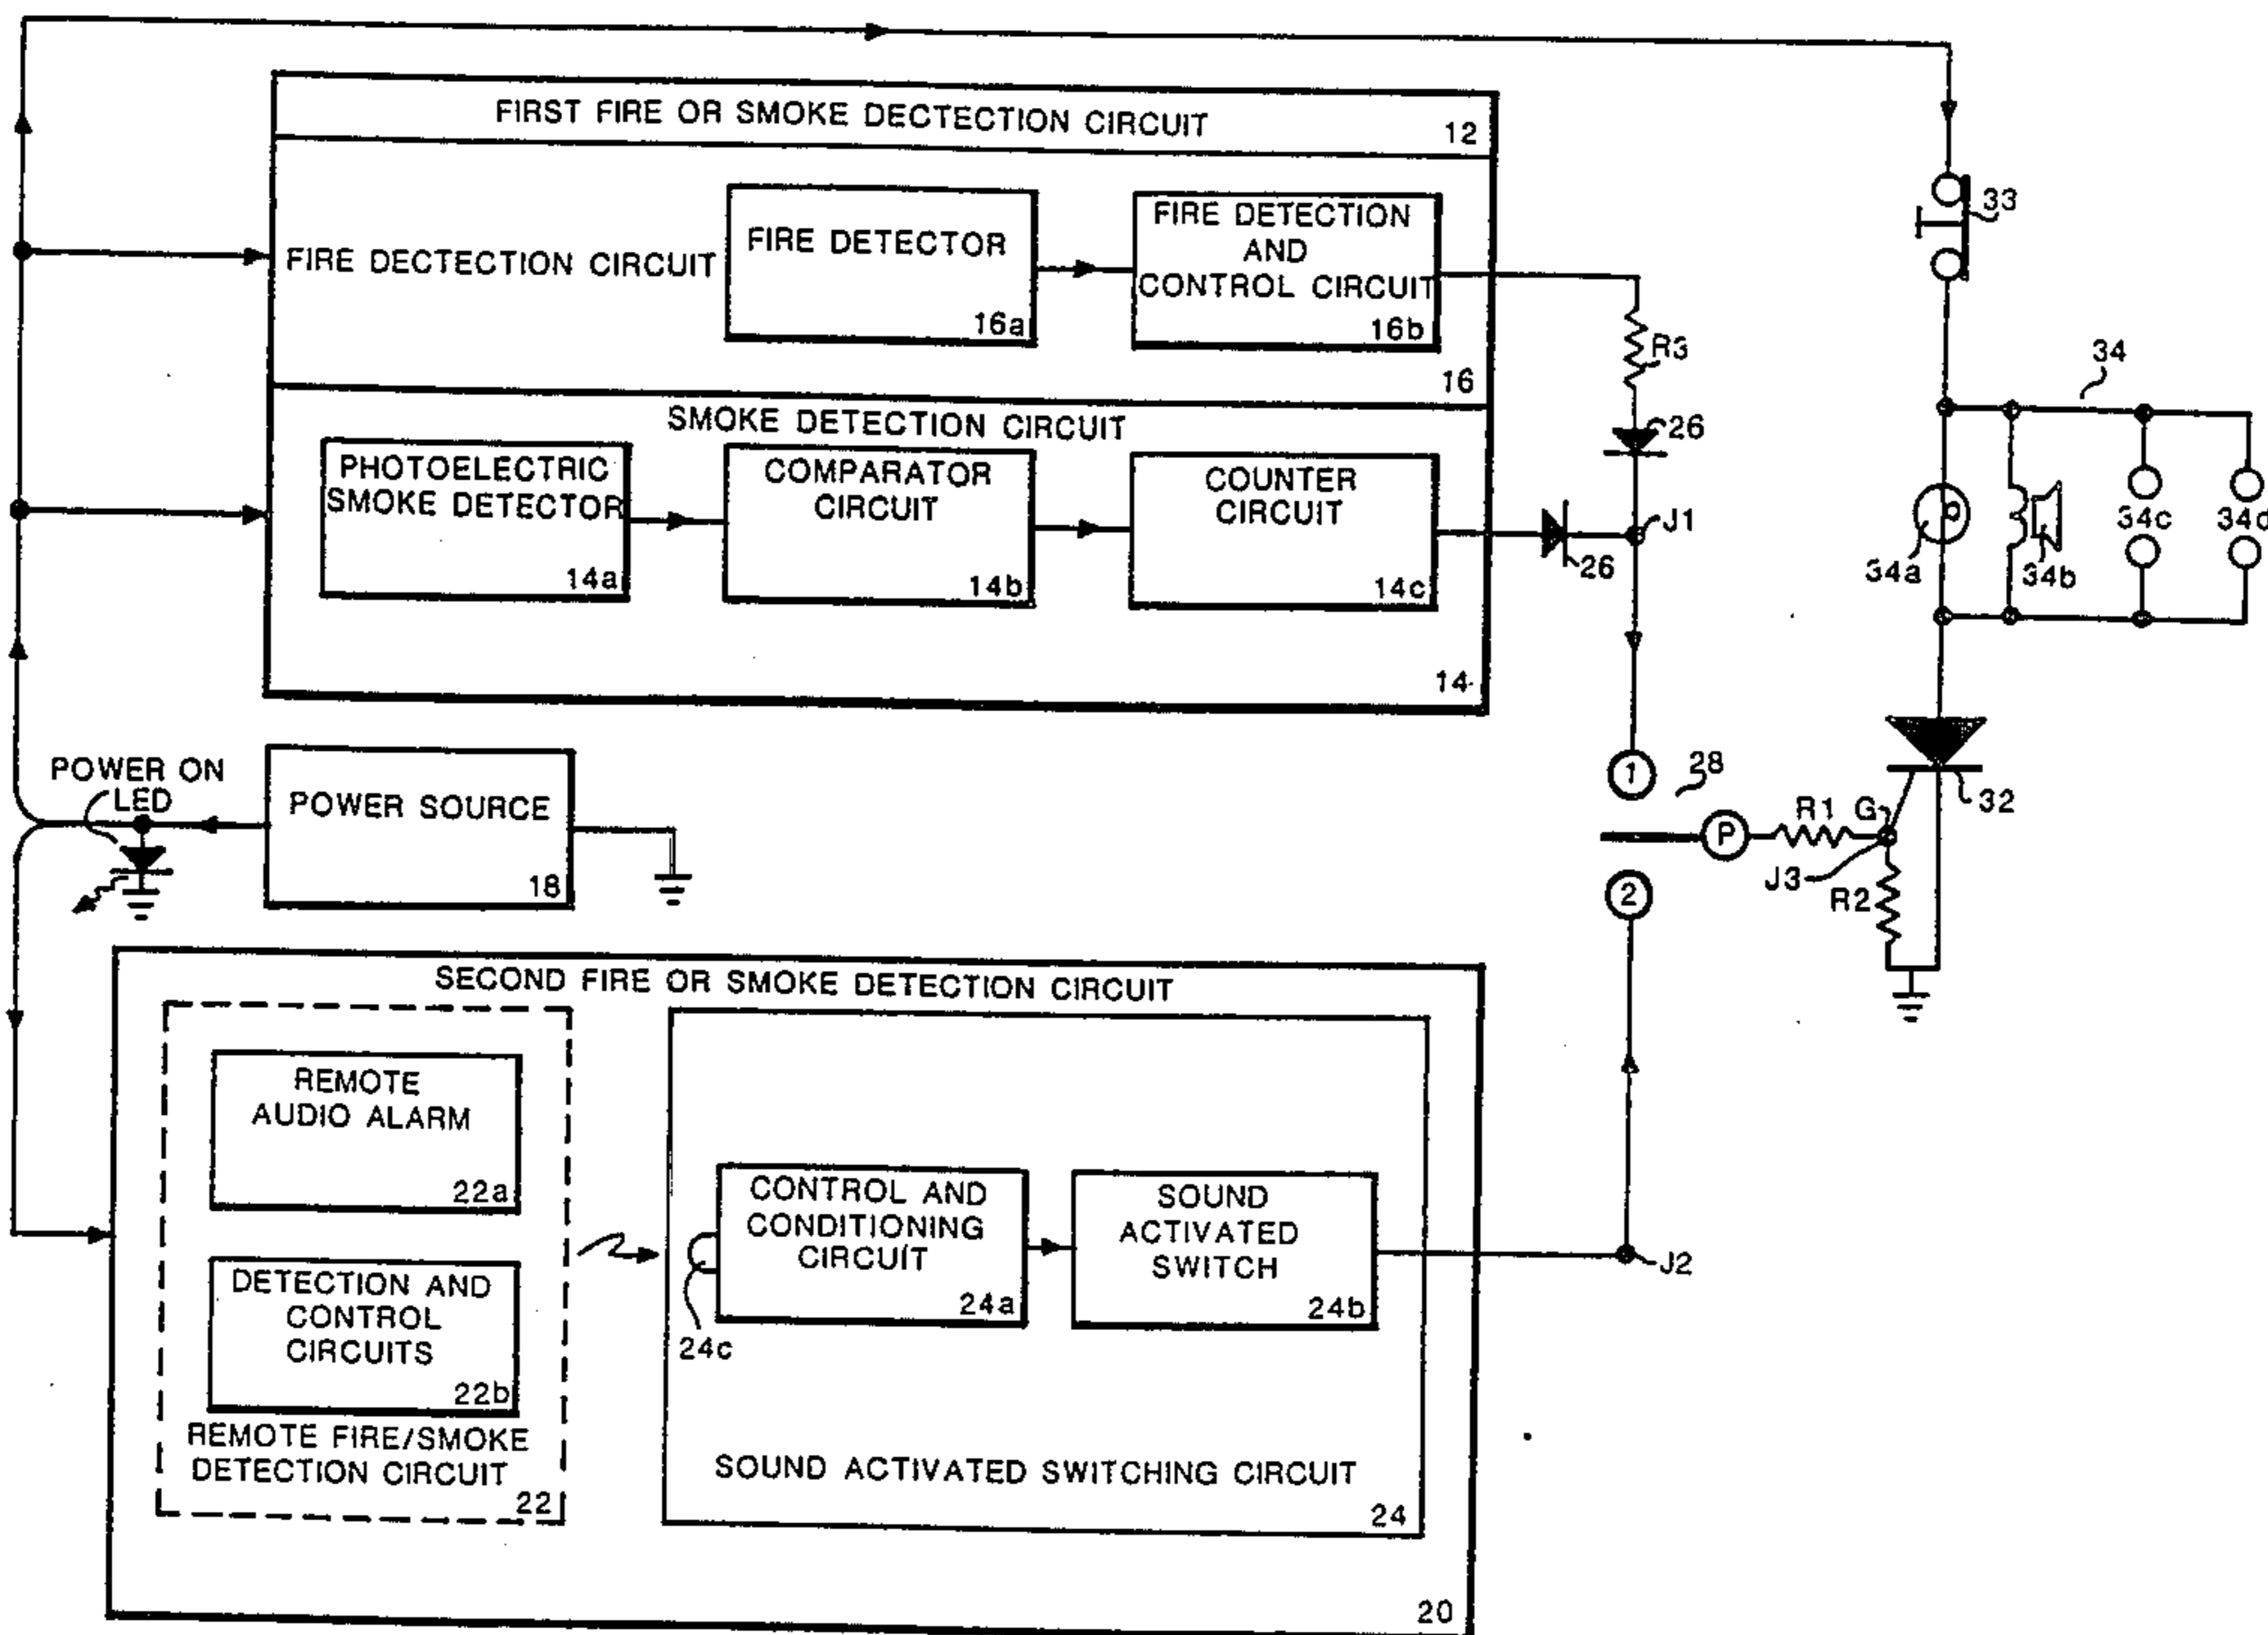 FIRST FIRE OR SMOKE DECTECTION CIRCUIT
12
FIRE DECTECTION CIRCUIT
FIRE DETECTOR
16a
FIRE DETECTION
AND
CONTROL CIRCUIT
16b
16
R3
26
33
34
SMOKE DETECTION CIRCUIT
PHOTOELECTRIC
SMOKE DETECTOR
14a
COMPARATOR
CIRCUIT
14b
COUNTER
CIRCUIT
14c
14
26
J1
34a
34b
34c
34d
POWER ON
LED
POWER SOURCE
18
1
28
P
R1
G
32
J3
R2
2
SECOND FIRE OR SMOKE DETECTION CIRCUIT
REMOTE
AUDIO ALARM
22a
DETECTION AND
CONTROL
CIRCUITS
22b
REMOTE FIRE/SMOKE
DETECTION CIRCUIT
22
24c
CONTROL AND
CONDITIONING
CIRCUIT
24a
SOUND
ACTIVATED
SWITCH
24b
J2
SOUND ACTIVATED SWITCHING CIRCUIT
24
20